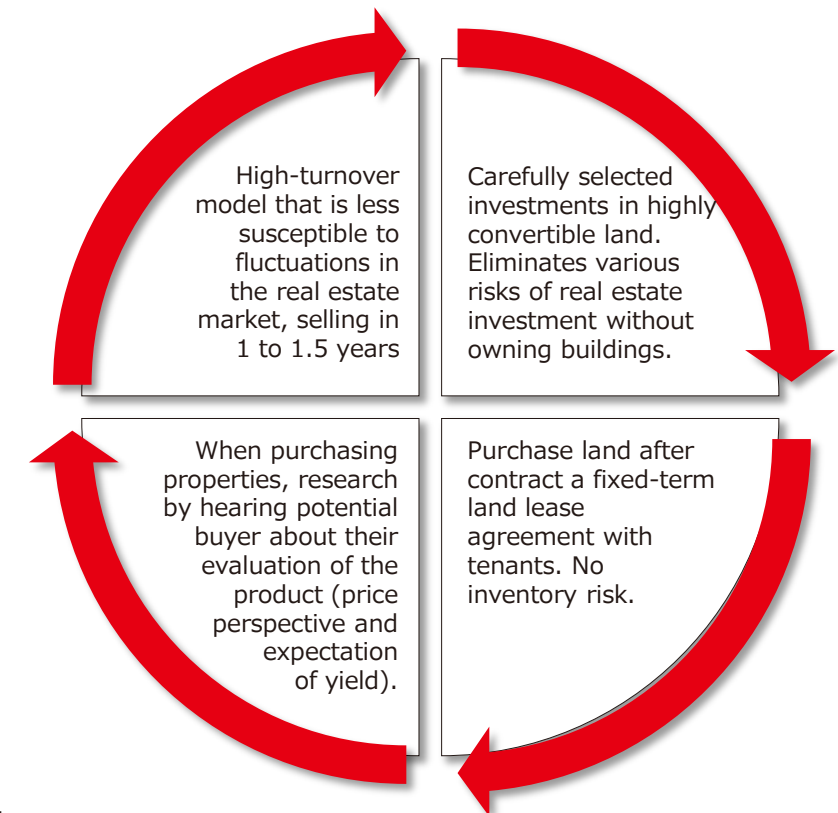 High-turnover
model that is less
susceptible to
fluctuations in
the real estate
market, selling in
1 to 1.5 years
Carefully selected
investments in highly
convertible land.
Eliminates various
risks of real estate
investment without
owning buildings.
When purchasing
properties, research
by hearing potential
buyer about their
evaluation of the
product (price
perspective and
expectation
of yield).
Purchase land after
contract a fixed-term
land lease
agreement with
tenants. No
inventory risk.